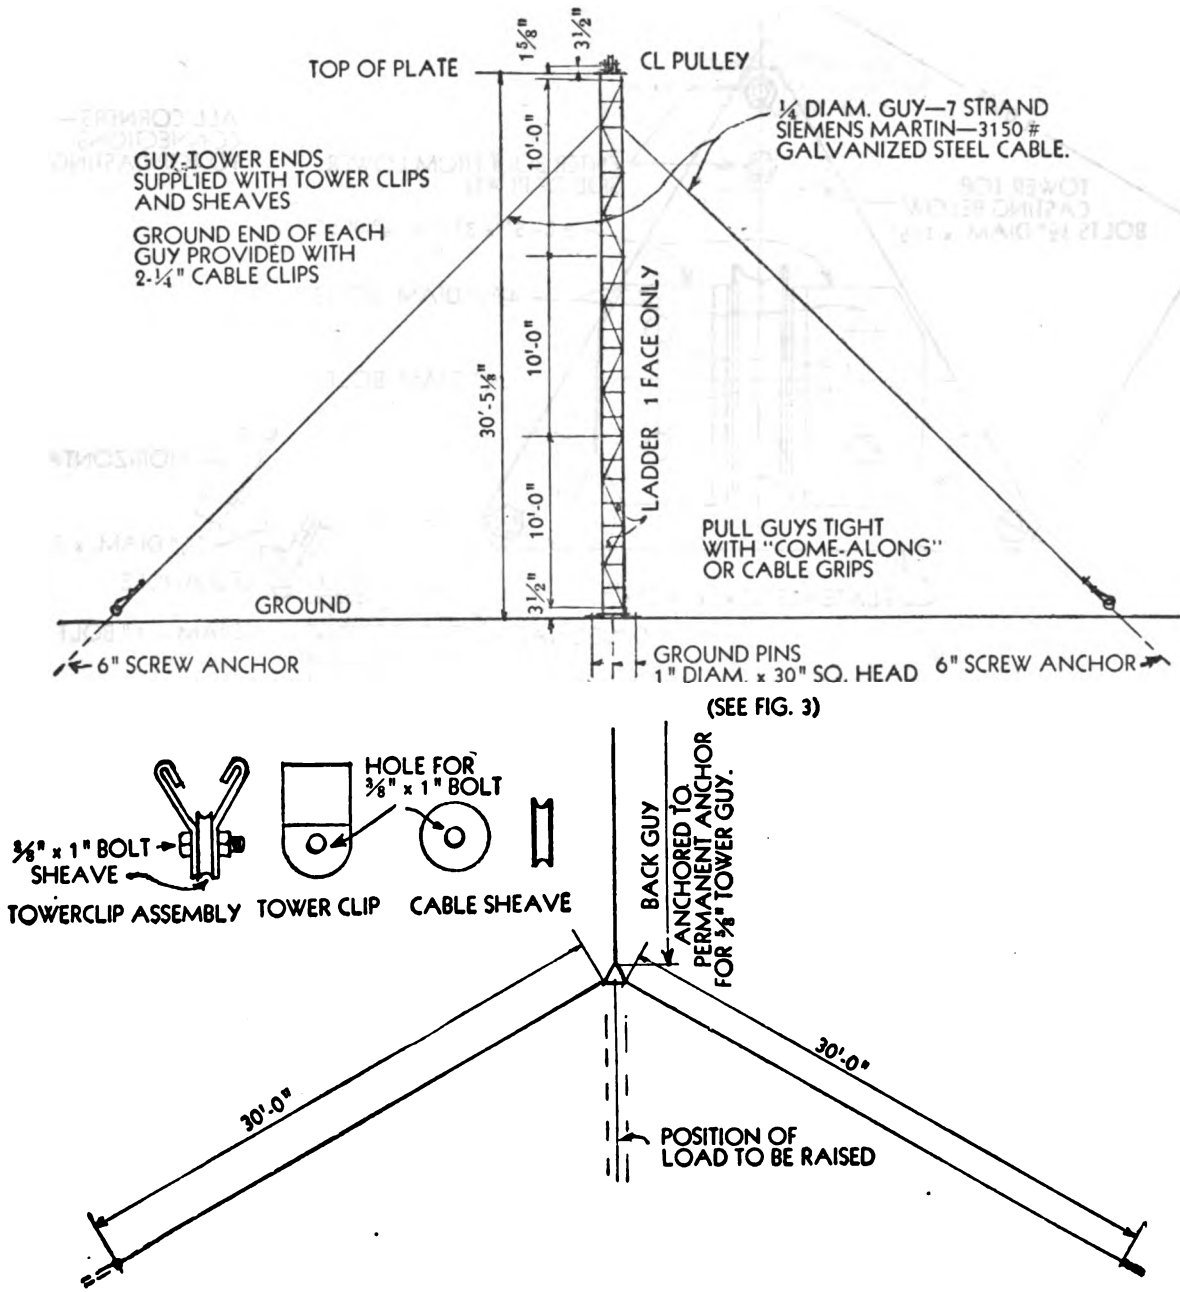 1⅝"
3½"
TOP OF PLATE
CL PULLEY
¼ DIAM. GUY—7 STRAND
SIEMENS MARTIN—3150 #
GALVANIZED STEEL CABLE.
GUY-TOWER ENDS
SUPPLIED WITH TOWER CLIPS
AND SHEAVES
GROUND END OF EACH
GUY PROVIDED WITH
2-¼" CABLE CLIPS
10'-0"
10'-0"
30'-5⅛"
10'-0"
3½"
LADDER 1 FACE ONLY
PULL GUYS TIGHT
WITH "COME-ALONG"
OR CABLE GRIPS
GROUND
6" SCREW ANCHOR
GROUND PINS
1" DIAM. x 30" SQ. HEAD
6" SCREW ANCHOR
(SEE FIG. 3)
HOLE FOR
⅜" x 1" BOLT
⅜" x 1" BOLT
SHEAVE
TOWERCLIP ASSEMBLY
TOWER CLIP
CABLE SHEAVE
BACK GUY
ANCHORED TO
PERMANENT ANCHOR
FOR ⅝" TOWER GUY.
30'-0"
30'-0"
POSITION OF
LOAD TO BE RAISED